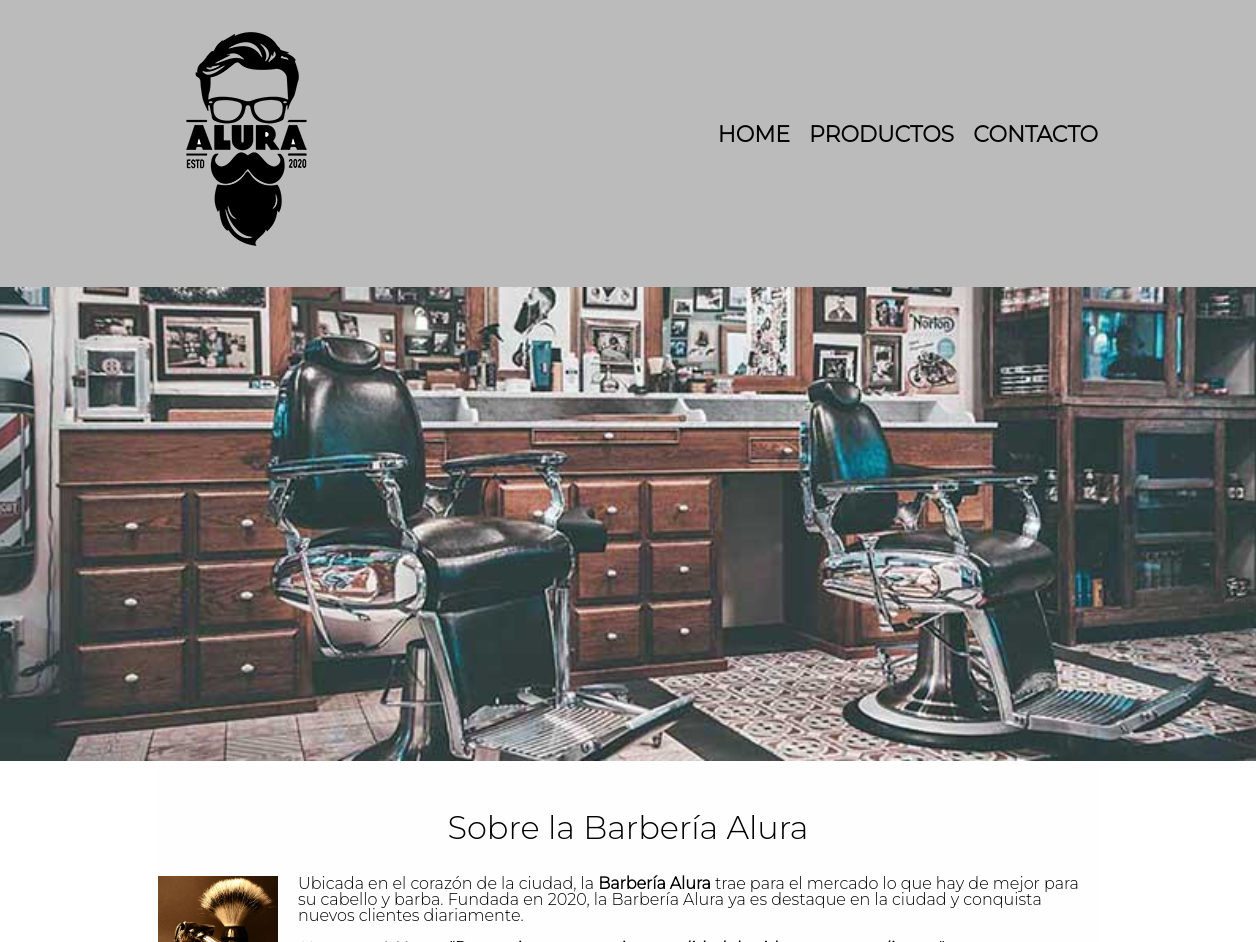 ALURA
ESTD 2020
HOME PRODUCTOS CONTACTO
Norton
Sobre la Barbería Alura
Ubicada en el corazón de la ciudad, la Barbería Alura trae para el mercado lo que hay de mejor para
su cabello y barba. Fundada en 2020, la Barbería Alura ya es destaque en la ciudad y conquista
nuevos clientes diariamente.